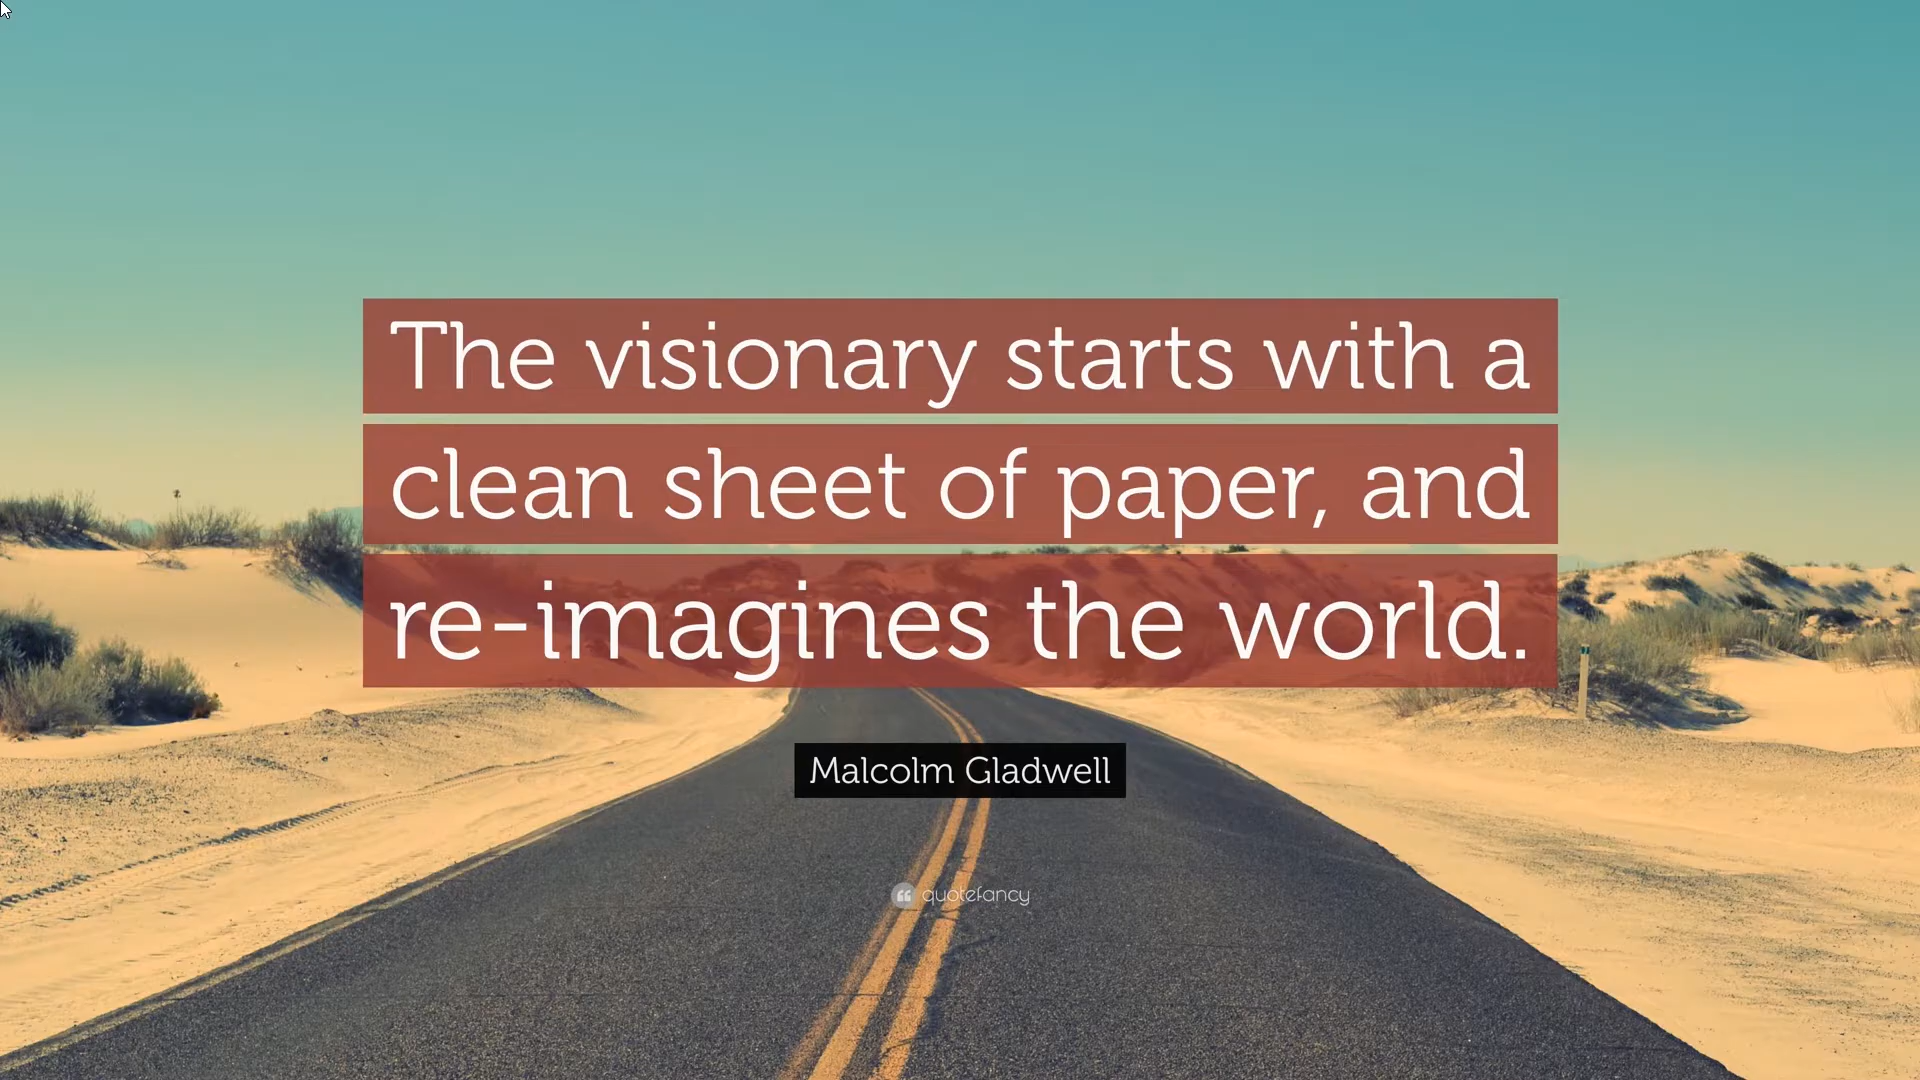 The visionary starts with a
clean sheet of paper, and
re-imagines the world.
Malcolm Gladwell
quotefancy